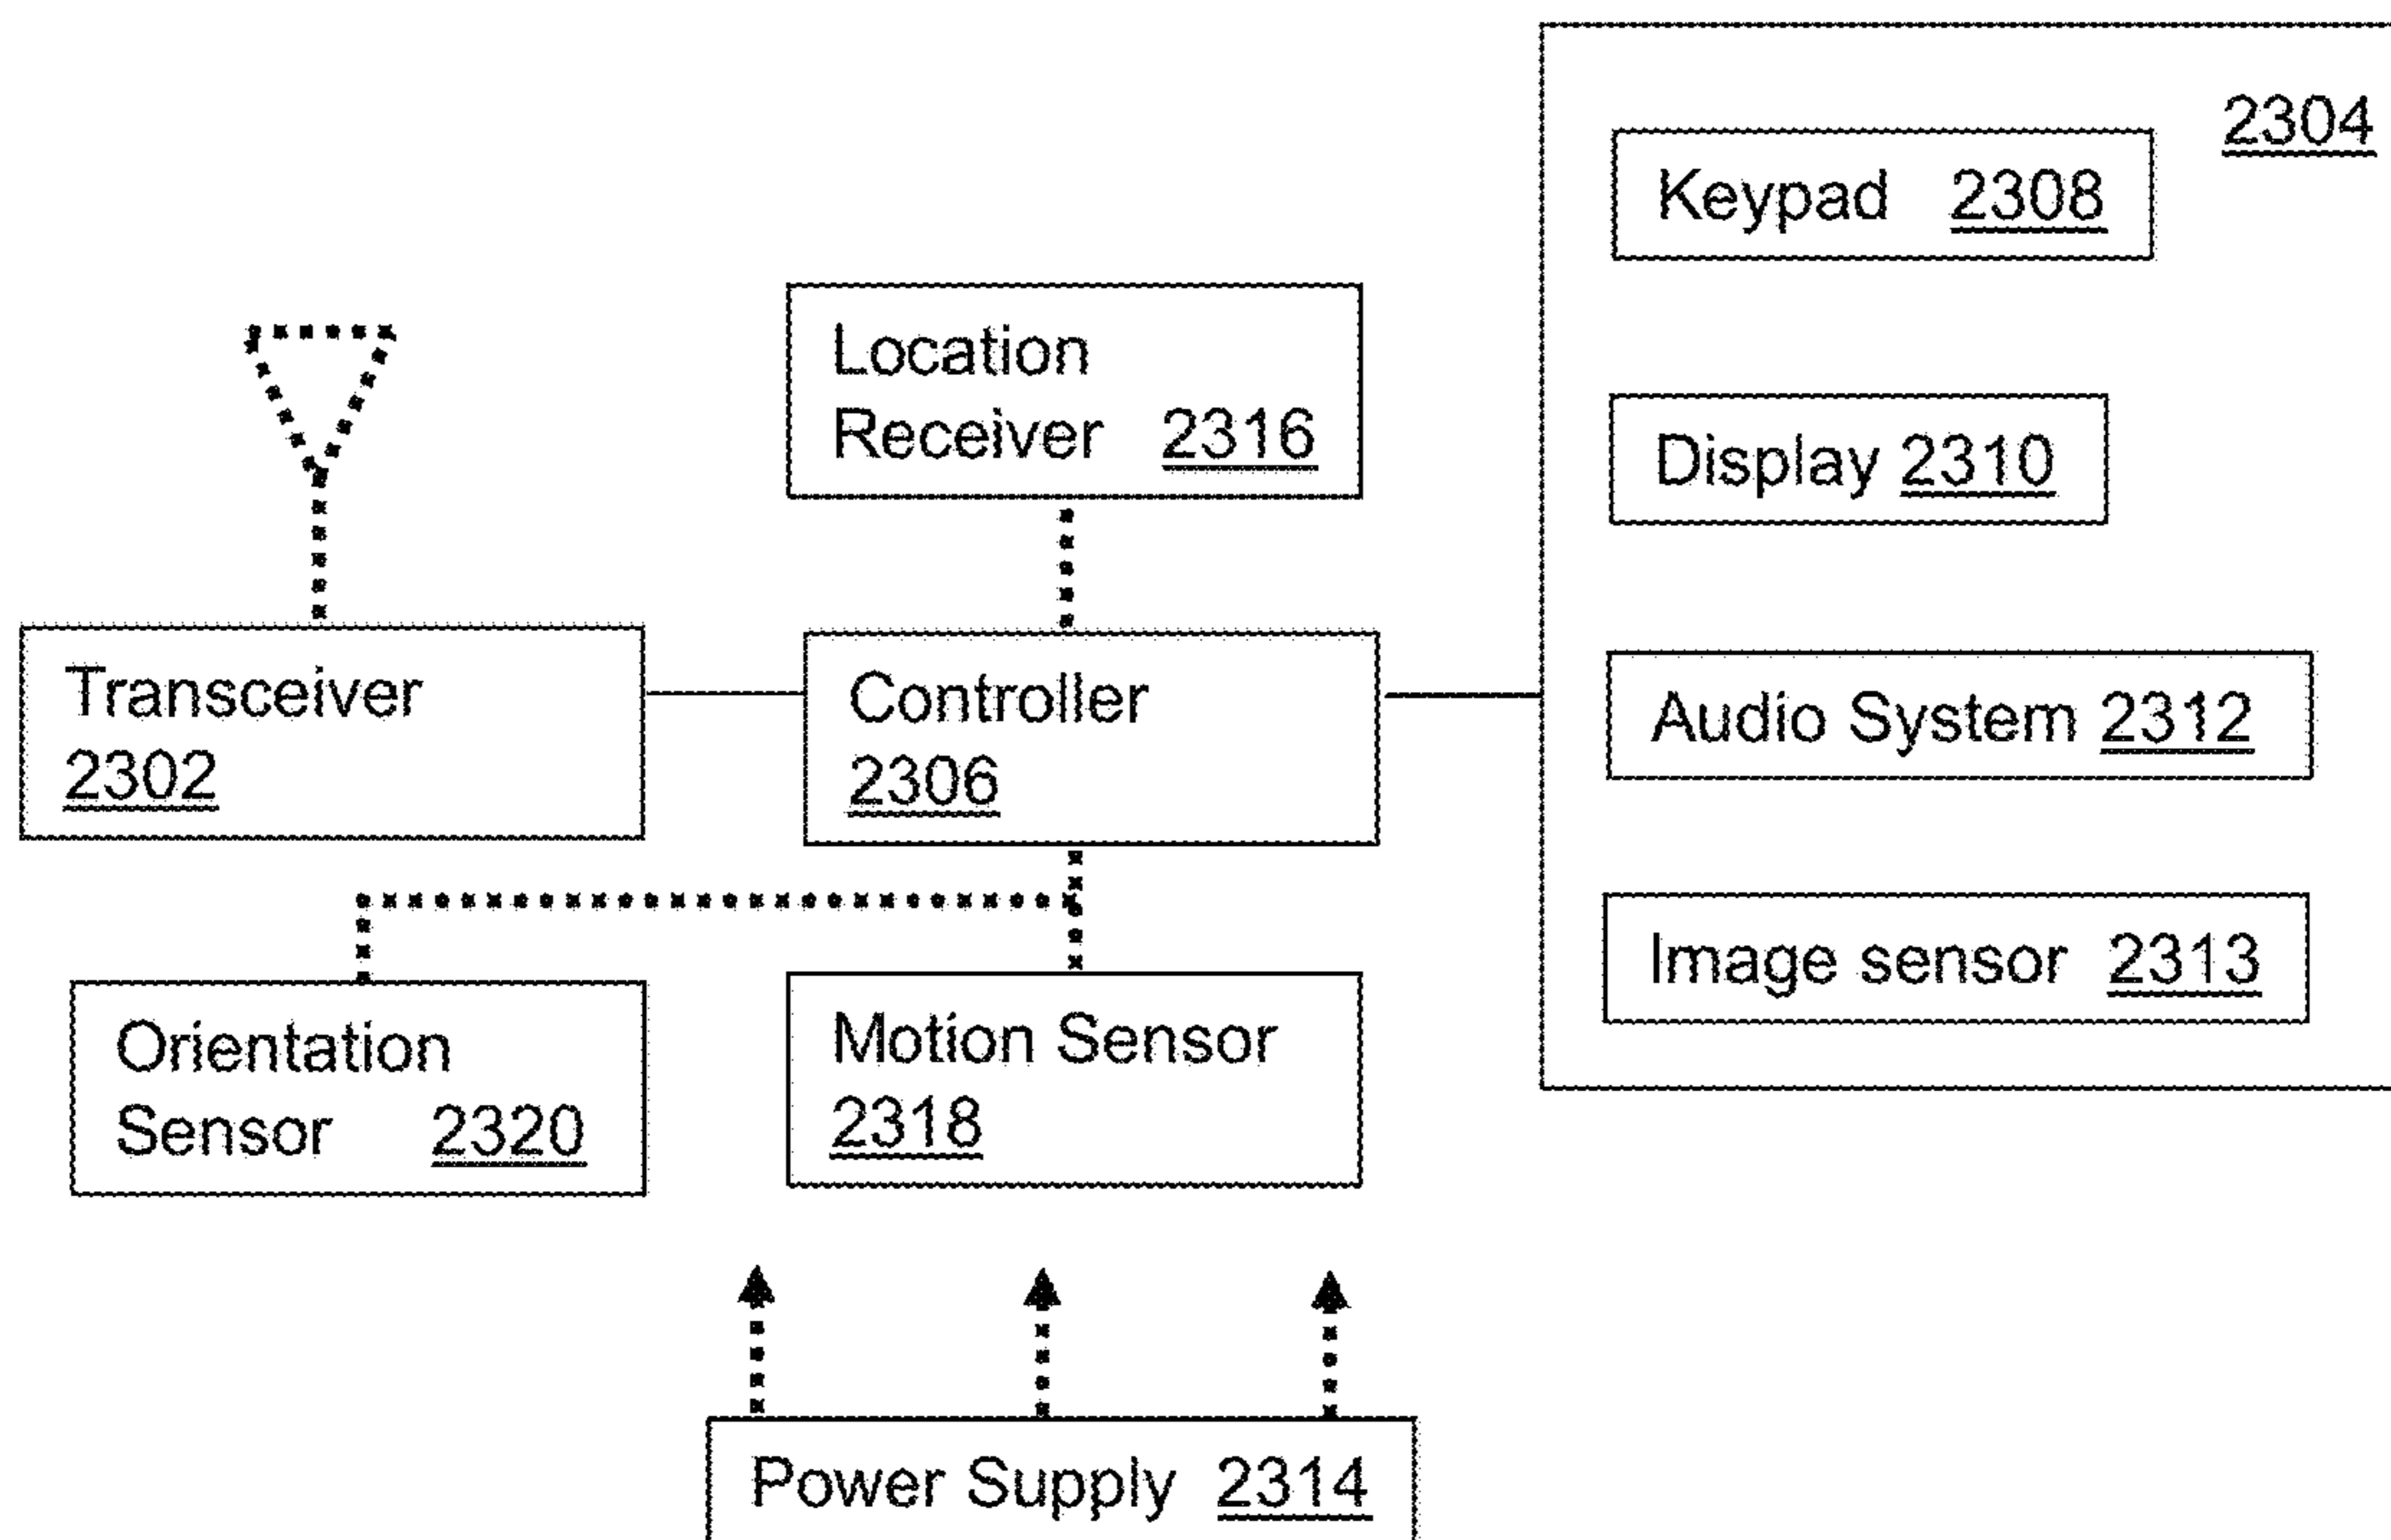 2304
Keypad 2308
Location
Receiver 2316
Display 2310
Transceiver
2302
Controller
2306
Audio System 2312
Image sensor 2313
Orientation
Sensor 2320
Motion Sensor
2318
Power Supply 2314